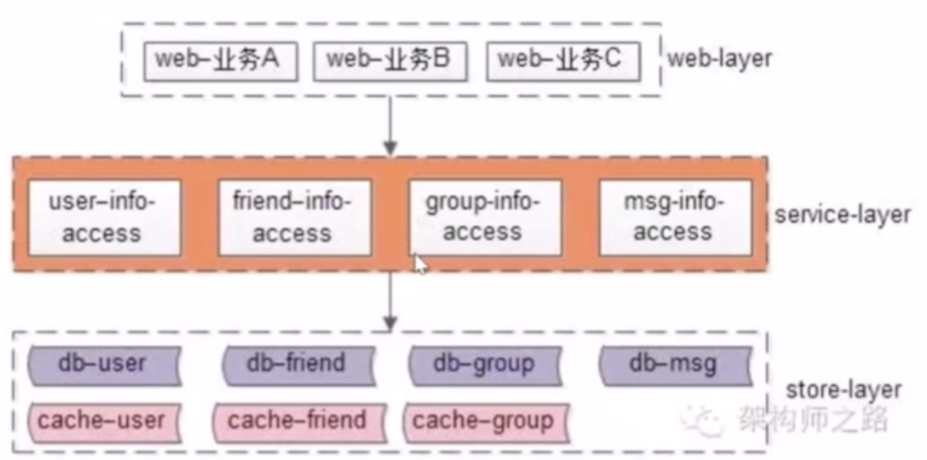 web-业务A
web-业务B
web-业务C
web-layer
user-info-
access
friend-info-
access
group-info-
access
msg-info-
access
service-layer
db-user
db-friend
db-group
db-msg
cache-user
cache-friend
cache-group
store-layer
架构师之路